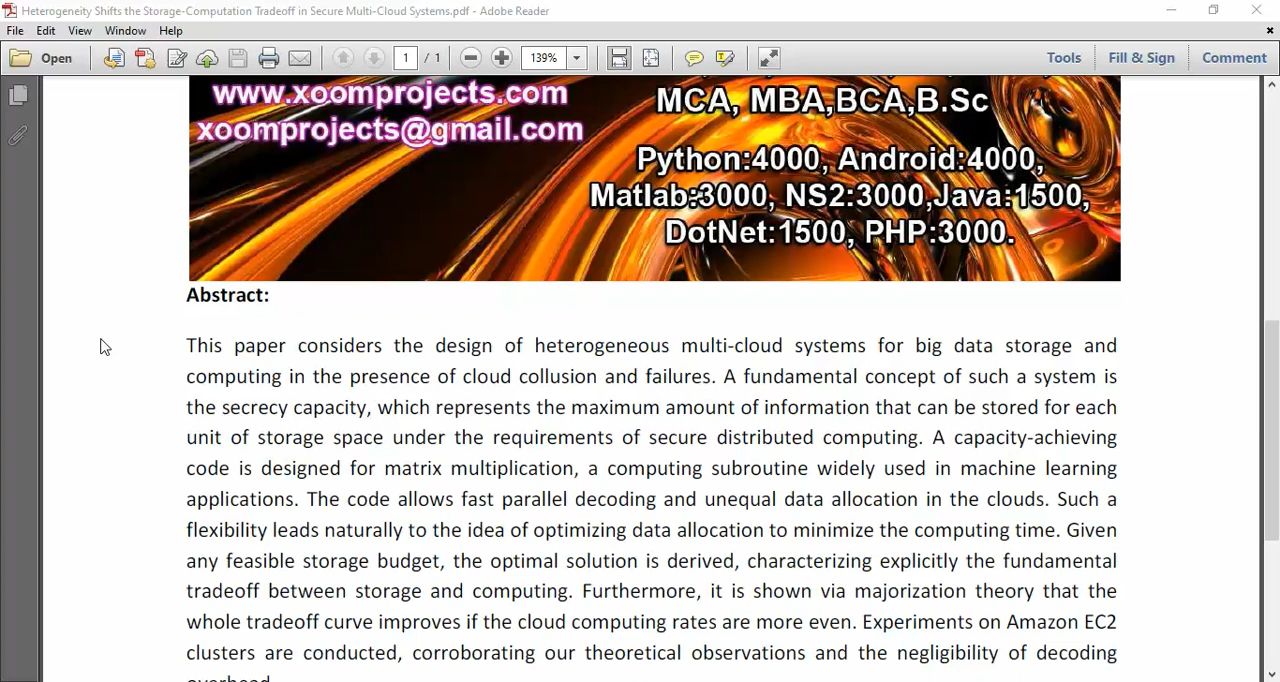 Heterogeneity Shifts the Storage-Computation Tradeoff in Secure Multi-Cloud Systems.pdf - Adobe Reader
File Edit View Window Help
Open 1 / 1 139% Tools Fill & Sign Comment
www.xoomprojects.com
xoomprojects@gmail.com
MCA, MBA,BCA,B.Sc
Python:4000, Android:4000,
Matlab:3000, NS2:3000,Java:1500,
DotNet:1500, PHP:3000.
Abstract:
This paper considers the design of heterogeneous multi-cloud systems for big data storage and
computing in the presence of cloud collusion and failures. A fundamental concept of such a system is
the secrecy capacity, which represents the maximum amount of information that can be stored for each
unit of storage space under the requirements of secure distributed computing. A capacity-achieving
code is designed for matrix multiplication, a computing subroutine widely used in machine learning
applications. The code allows fast parallel decoding and unequal data allocation in the clouds. Such a
flexibility leads naturally to the idea of optimizing data allocation to minimize the computing time. Given
any feasible storage budget, the optimal solution is derived, characterizing explicitly the fundamental
tradeoff between storage and computing. Furthermore, it is shown via majorization theory that the
whole tradeoff curve improves if the cloud computing rates are more even. Experiments on Amazon EC2
clusters are conducted, corroborating our theoretical observations and the negligibility of decoding